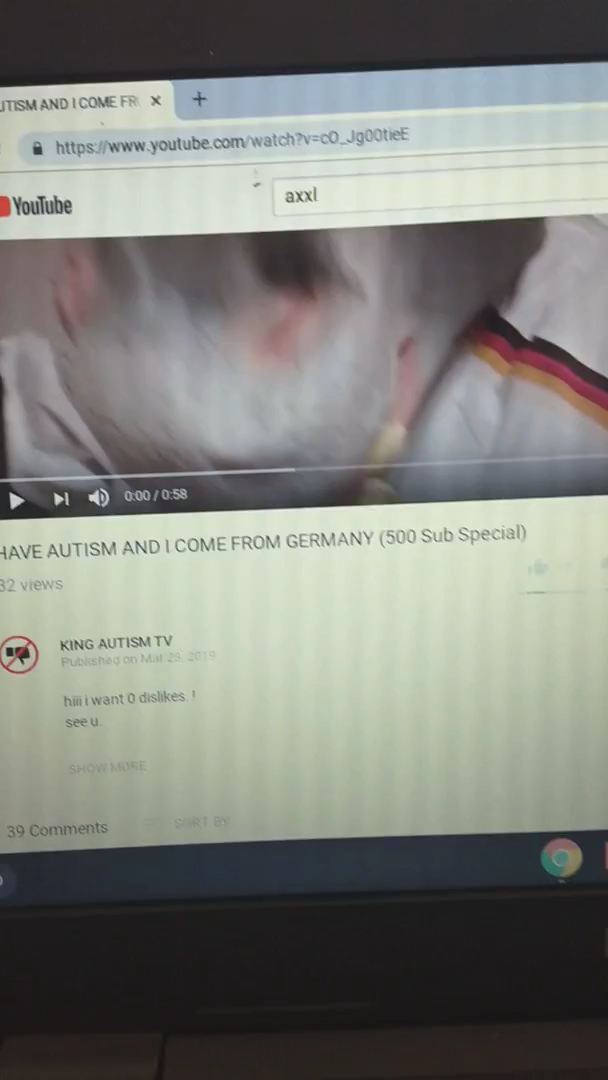 UTISM AND I COME FR
https://www.youtube.com/watch?v=cO_Jg00tieE
YouTube
axxl
0:00 / 0:58
HAVE AUTISM AND I COME FROM GERMANY (500 Sub Special)
32 views
KING AUTISM TV
Published on Mar 28, 2019
hiii i want 0 dislikes. !
see u.
SHOW MORE
39 Comments
SORT BY